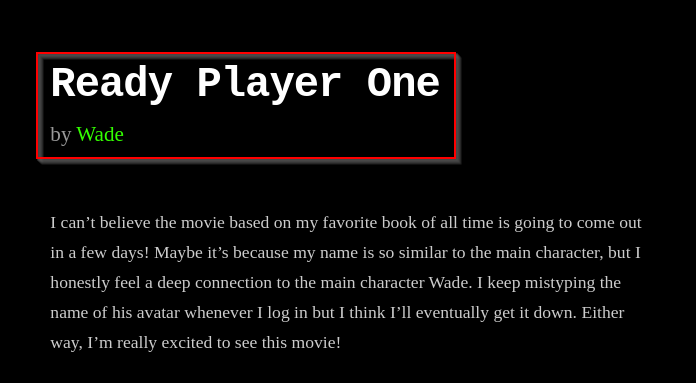 Ready Player One
by Wade
I can’t believe the movie based on my favorite book of all time is going to come out
in a few days! Maybe it’s because my name is so similar to the main character, but I
honestly feel a deep connection to the main character Wade. I keep mistyping the
name of his avatar whenever I log in but I think I’ll eventually get it down. Either
way, I’m really excited to see this movie!